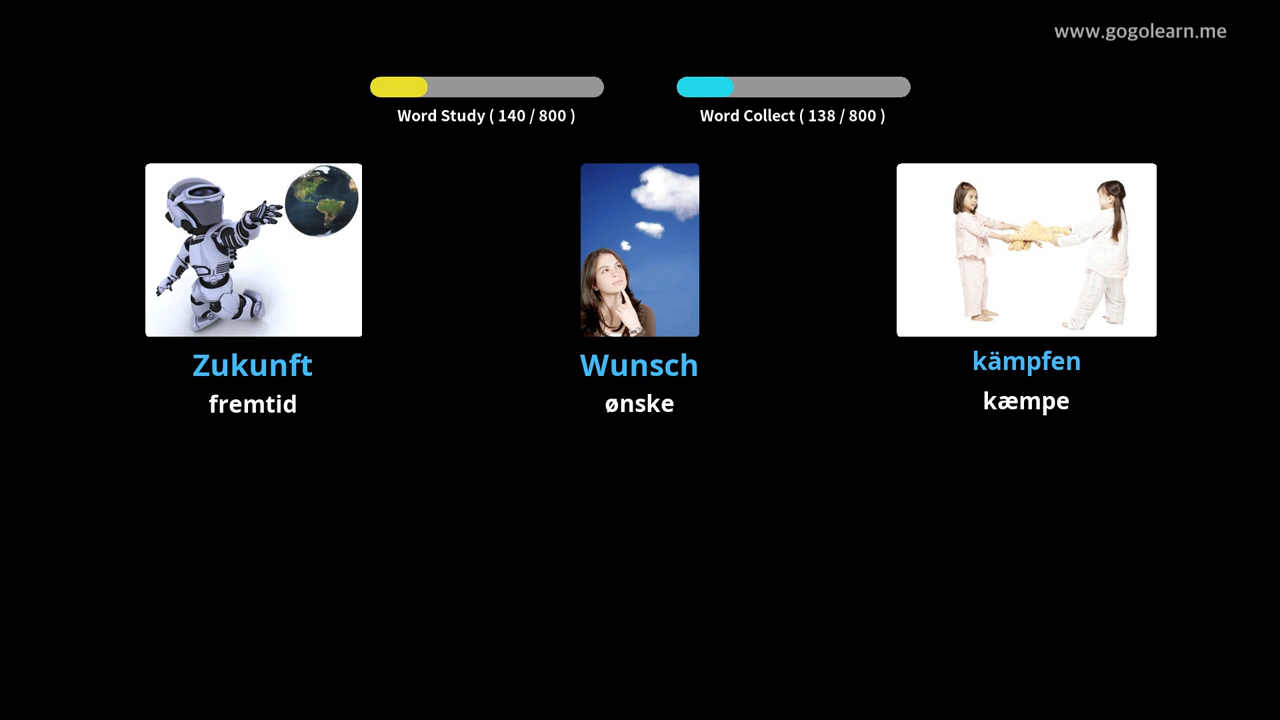 www.gogolearn.me
Word Study ( 140 / 800 )
Word Collect ( 138 / 800 )
Zukunft
fremtid
Wunsch
ønske
kämpfen
kæmpe